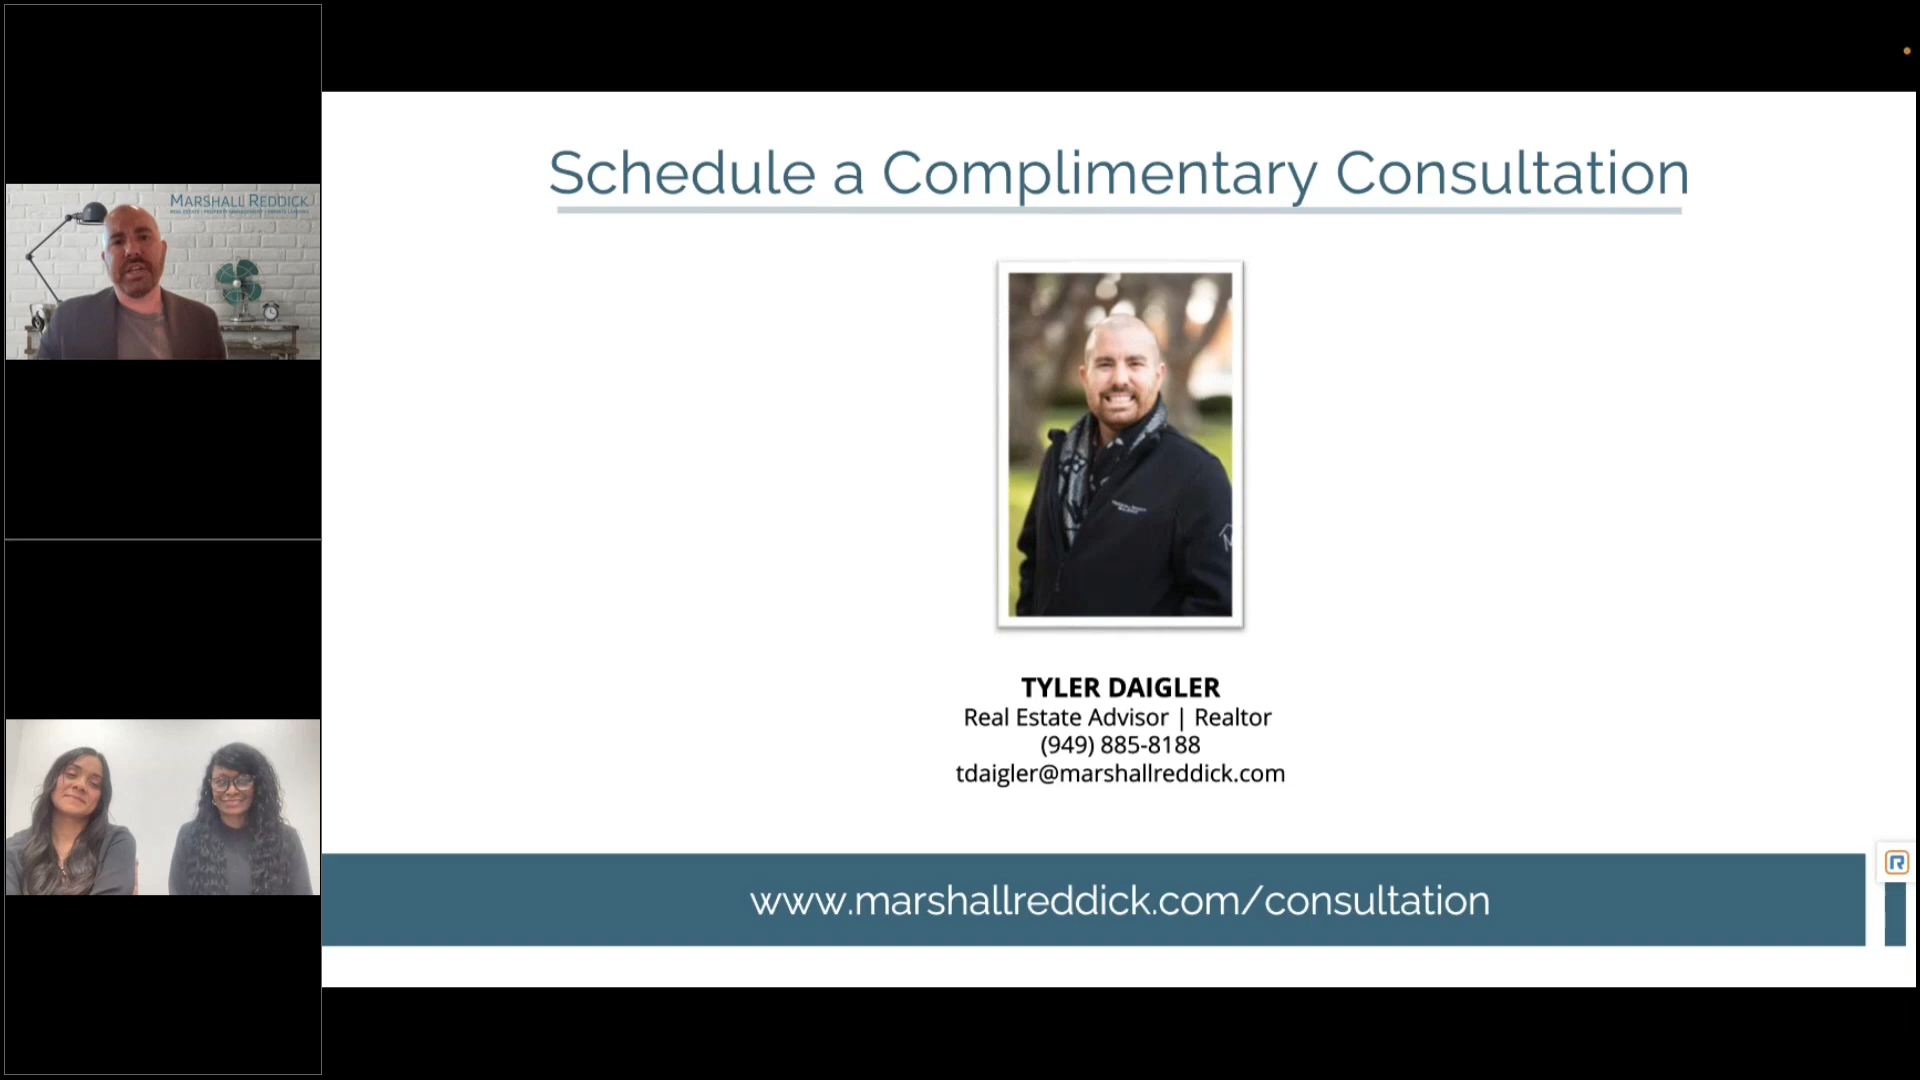 MARSHALL REDDICK
Schedule a Complimentary Consultation
TYLER DAIGLER
Real Estate Advisor | Realtor
(949) 885-8188
tdaigler@marshallreddick.com
www.marshallreddick.com/consultation